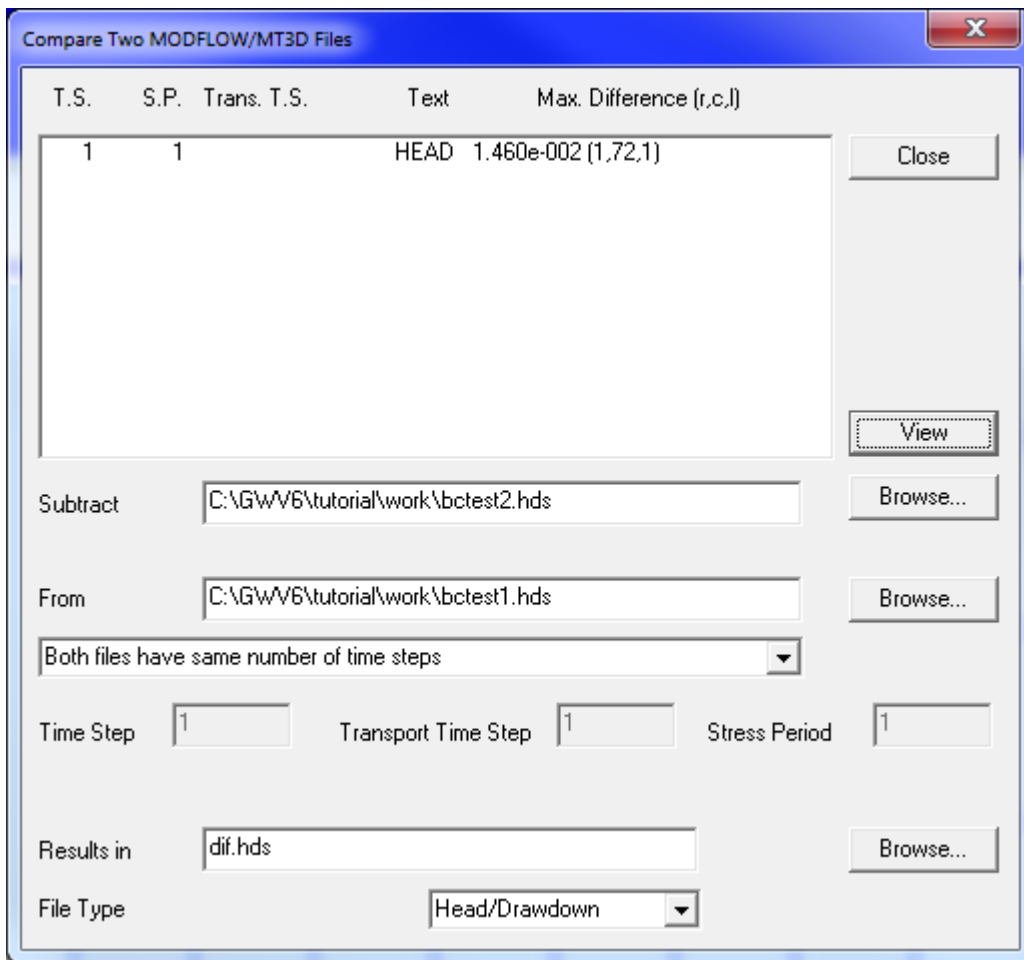 Compare Two MODFLOW/MT3D Files
T.S. S.P. Trans. T.S. Text Max. Difference (r,c,l)
1 1 HEAD 1.460e-002 (1,72,1)
Close
View
Subtract C:\GWV6\tutorial\work\bctest2.hds Browse...
From C:\GWV6\tutorial\work\bctest1.hds Browse...
Both files have same number of time steps
Time Step 1 Transport Time Step 1 Stress Period 1
Results in dif.hds Browse...
File Type Head/Drawdown